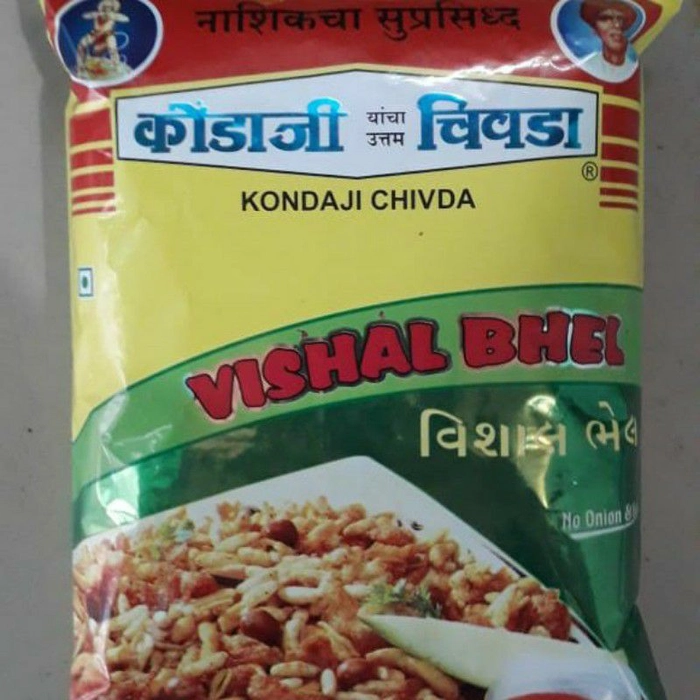 नाशिकचा सुप्रसिध्द
कोंडाजी यांचा उत्तम चिवडा
®
KONDAJI CHIVDA
VISHAL BHEL
વિશાલ ભેલ
No Onion &